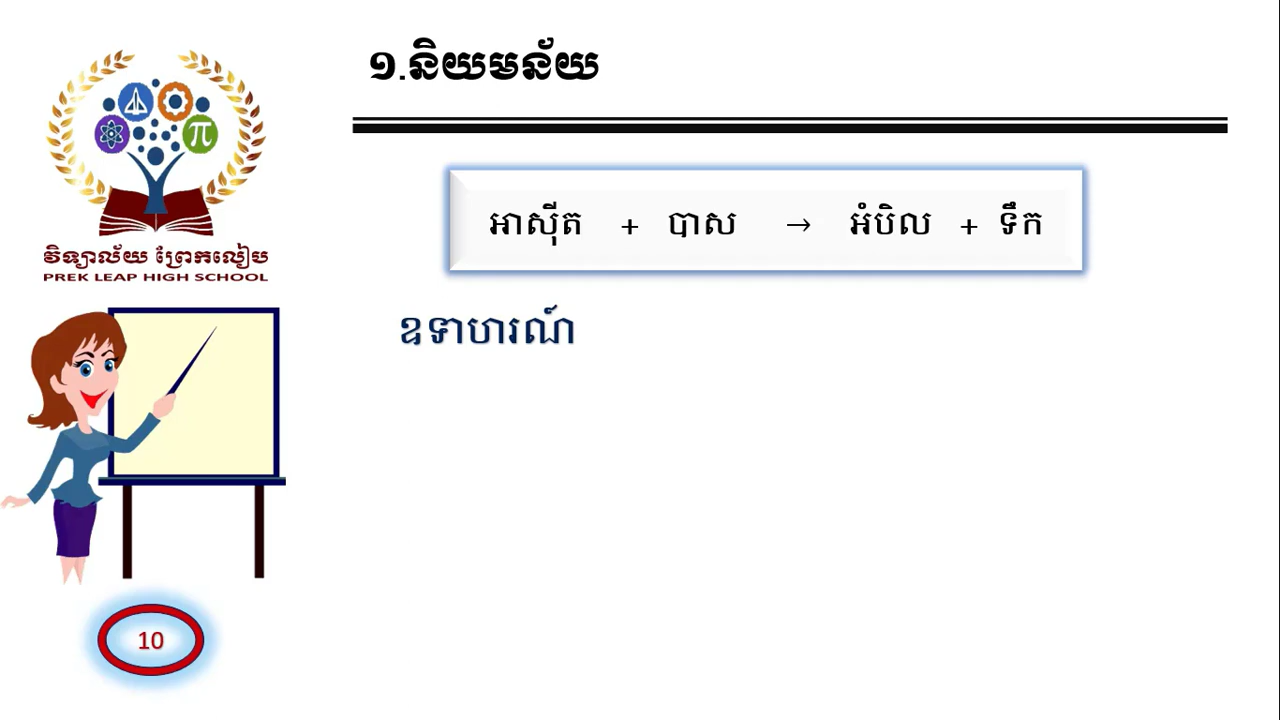 ១.និយមន័យ
អាស៊ីត + បាស → អំបិល + ទឹក
ឧទាហរណ៍
វិទ្យាល័យ ព្រែកលៀប
PREK LEAP HIGH SCHOOL
10